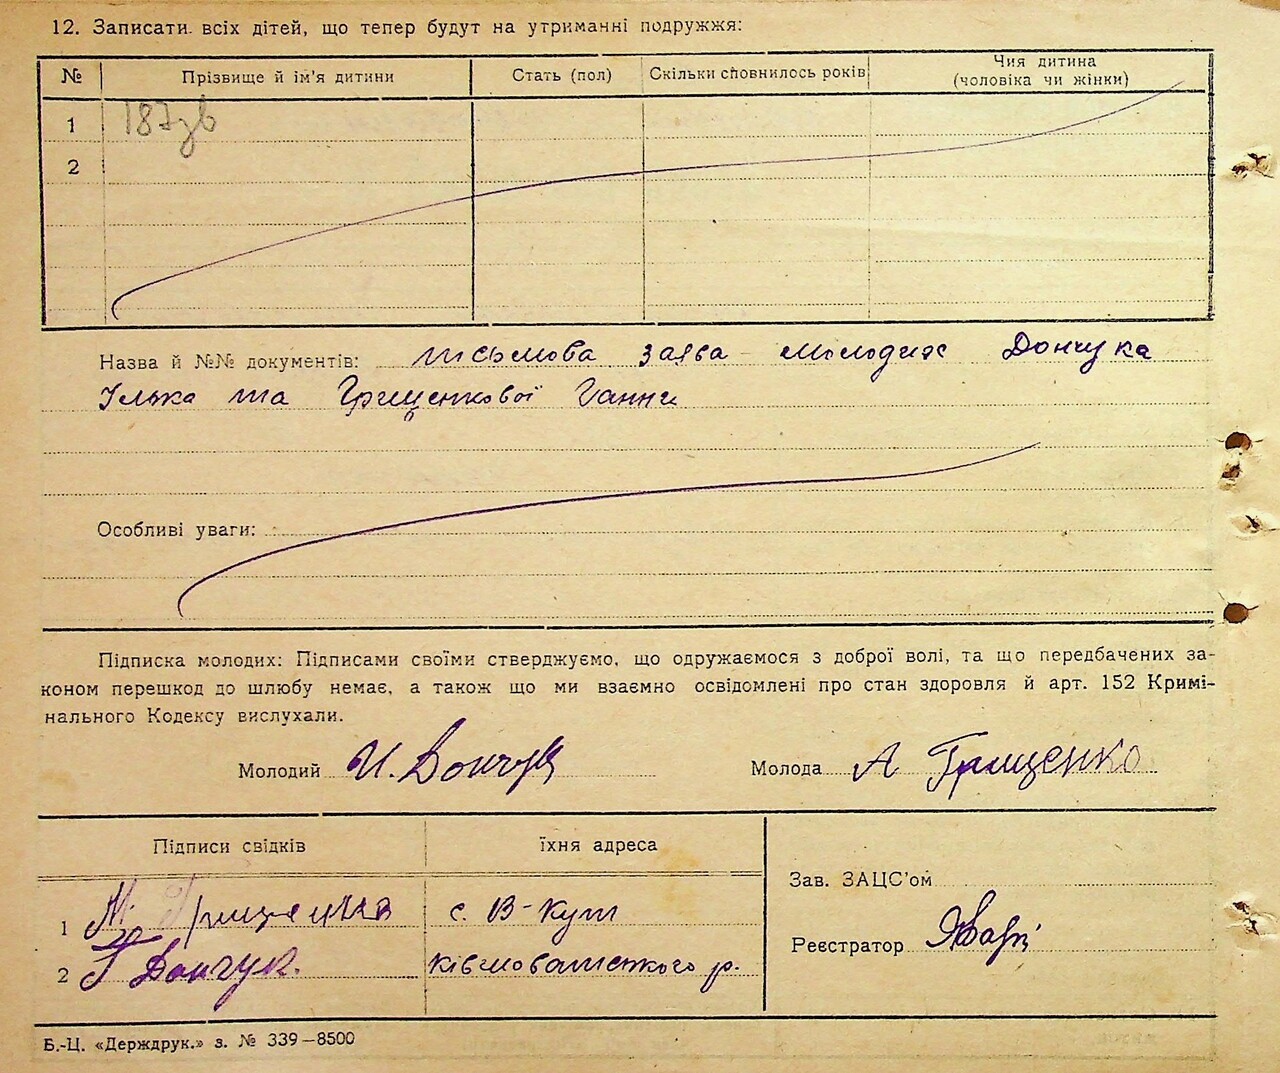 12. Записати всіх дітей, що тепер будут на утриманні подружжя:
№ Прізвище й ім'я дитини Стать (пол) Скільки сповнилось років Чия дитина (чоловіка чи жінки)
1 187зв
2
Назва й №№ документів: письмова заява молодих Дончука
Ілька та Грищенкової Ганни
Особливі уваги:
Підписка молодих: Підписами своїми стверджуємо, що одружаємося з доброї волі, та що передбачених за-
коном перешкод до шлюбу немає, а також що ми взаємно освідомлені про стан здоровля й арт. 152 Кримі-
нального Кодексу вислухали.
Молодий И. Дончук Молода А Грищенко
Підписи свідків їхня адреса
Зав. ЗАЦС'ом
1 М. Грищенко с. В-Кут
Реєстратор
2 Г Дончук. р.
Б.-Ц. «Держдрук.» з. № 339–8500